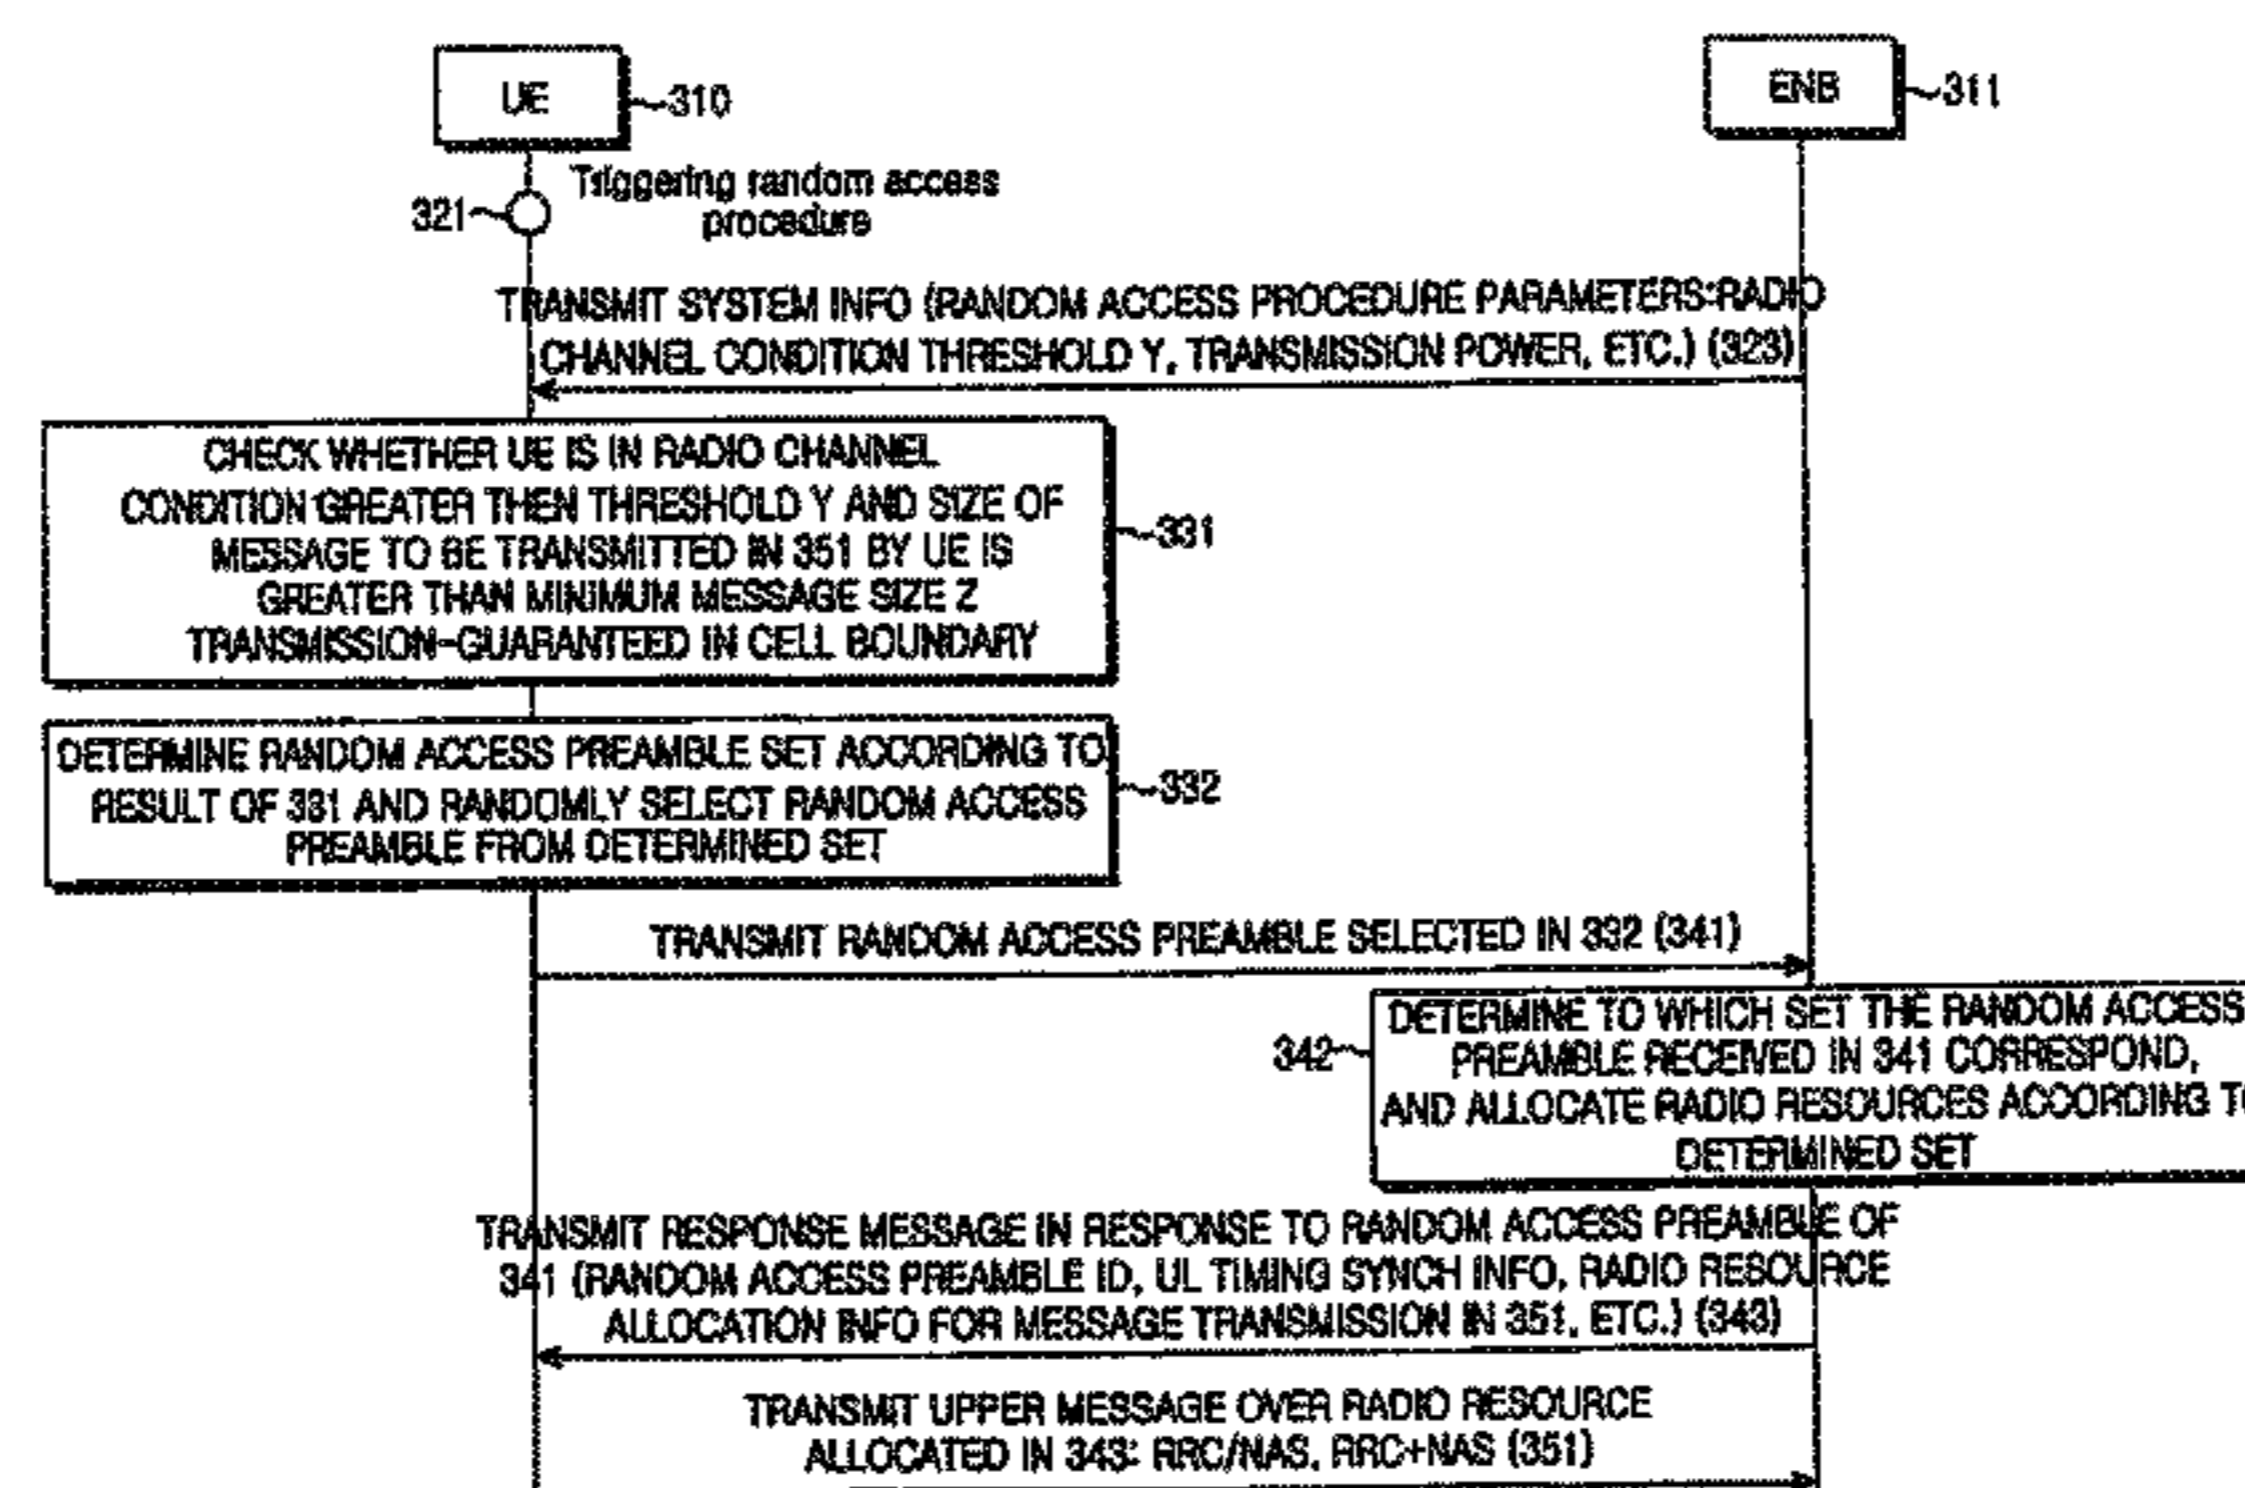 UE
310
ENB
311
321
Triggering random access
procedure
TRANSMIT SYSTEM INFO (RANDOM ACCESS PROCEDURE PARAMETERS:RADIO
CHANNEL CONDITION THRESHOLD Y, TRANSMISSION POWER, ETC.) (323)
CHECK WHETHER UE IS IN RADIO CHANNEL
CONDITION GREATER THEN THRESHOLD Y AND SIZE OF
MESSAGE TO BE TRANSMITTED IN 351 BY UE IS
GREATER THAN MINIMUM MESSAGE SIZE Z
TRANSMISSION-GUARANTEED IN CELL BOUNDARY
331
DETERMINE RANDOM ACCESS PREAMBLE SET ACCORDING TO
RESULT OF 331 AND RANDOMLY SELECT RANDOM ACCESS
PREAMBLE FROM DETERMINED SET
332
TRANSMIT RANDOM ACCESS PREAMBLE SELECTED IN 332 (341)
342
DETERMINE TO WHICH SET THE RANDOM ACCESS
PREAMBLE RECEIVED IN 341 CORRESPOND,
AND ALLOCATE RADIO RESOURCES ACCORDING TO
DETERMINED SET
TRANSMIT RESPONSE MESSAGE IN RESPONSE TO RANDOM ACCESS PREAMBLE OF
341 (RANDOM ACCESS PREAMBLE ID, UL TIMING SYNCH INFO, RADIO RESOURCE
ALLOCATION INFO FOR MESSAGE TRANSMISSION IN 351, ETC.) (343)
TRANSMIT UPPER MESSAGE OVER RADIO RESOURCE
ALLOCATED IN 343: RRC/NAS, RRC+NAS (351)